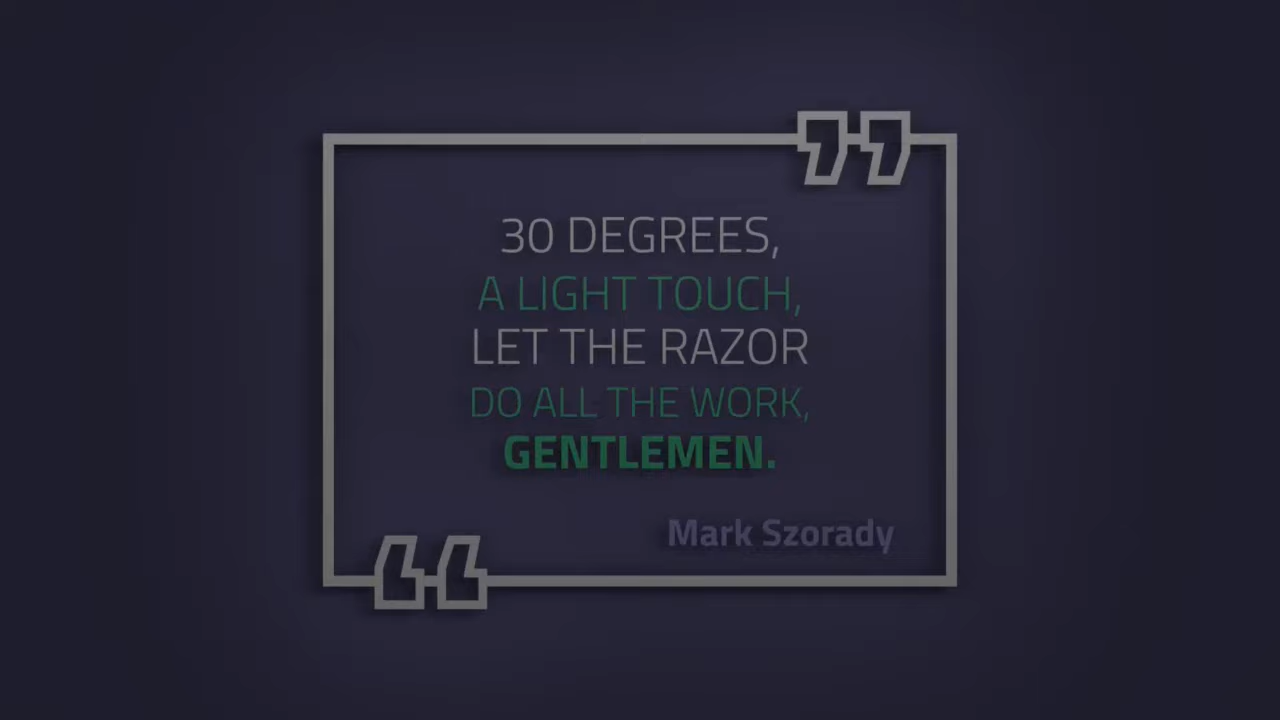 30 DEGREES,
A LIGHT TOUCH,
LET THE RAZOR
DO ALL THE WORK,
GENTLEMEN.
Mark Szorady